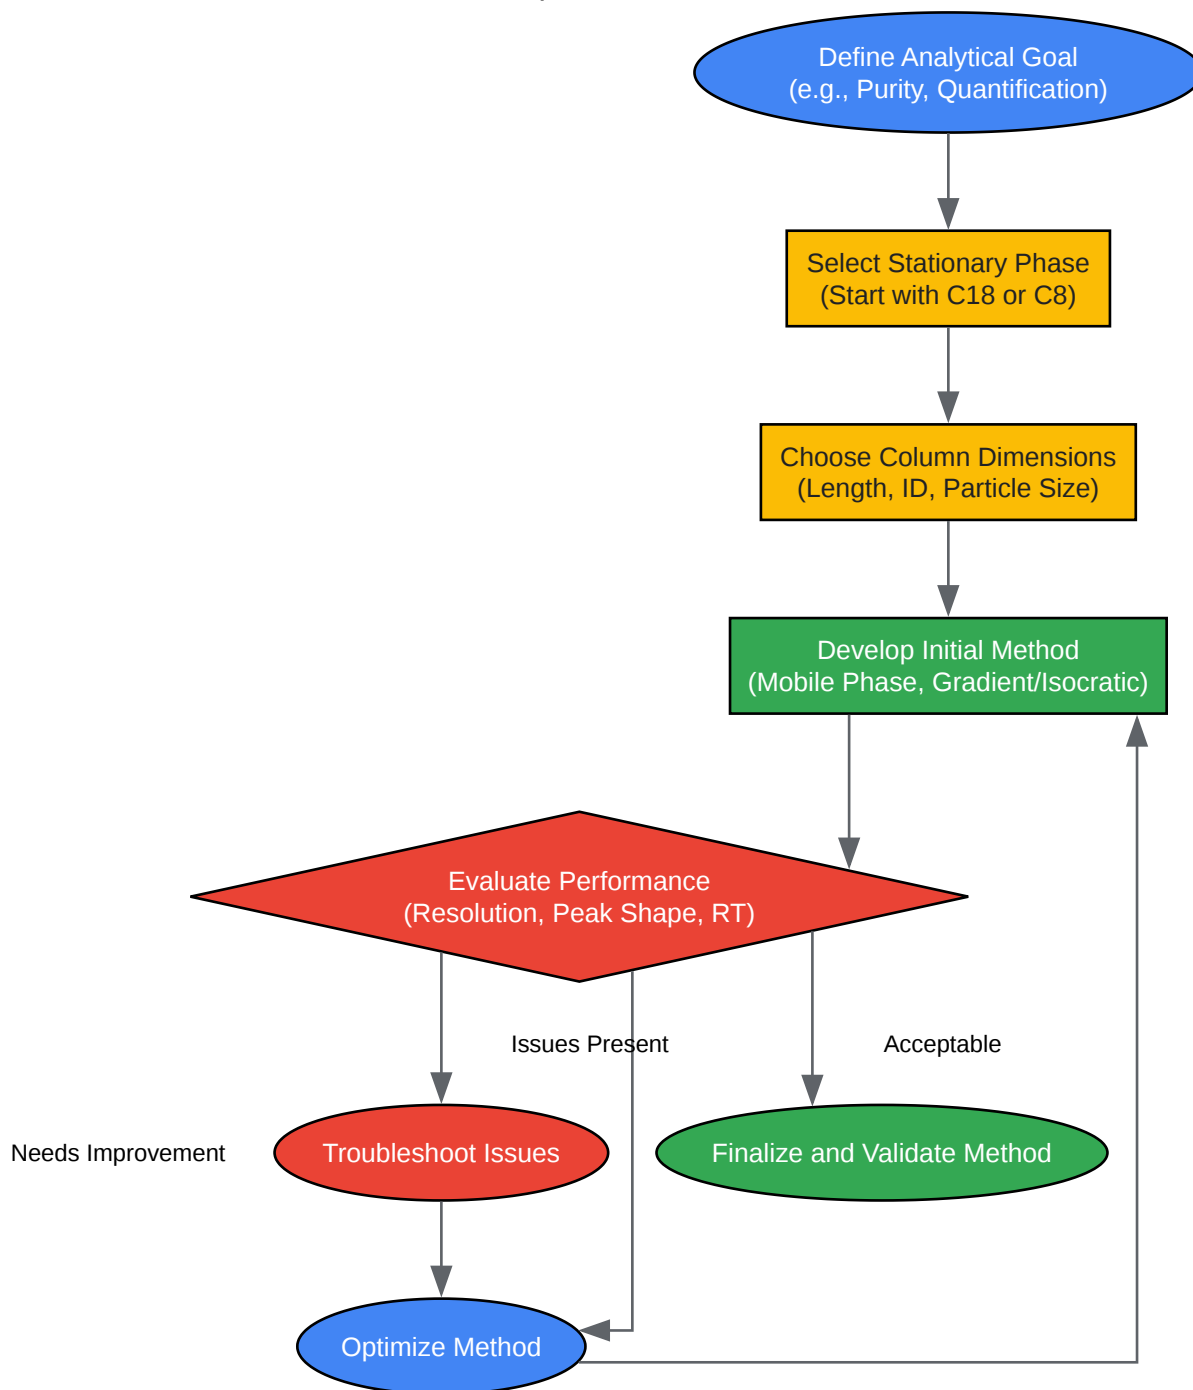 Define Analytical Goal
(e.g., Purity, Quantification)
Select Stationary Phase
(Start with C18 or C8)
Choose Column Dimensions
(Length, ID, Particle Size)
Develop Initial Method
(Mobile Phase, Gradient/Isocratic)
Evaluate Performance
(Resolution, Peak Shape, RT)
Issues Present
Acceptable
Needs Improvement
Troubleshoot Issues
Finalize and Validate Method
Optimize Method